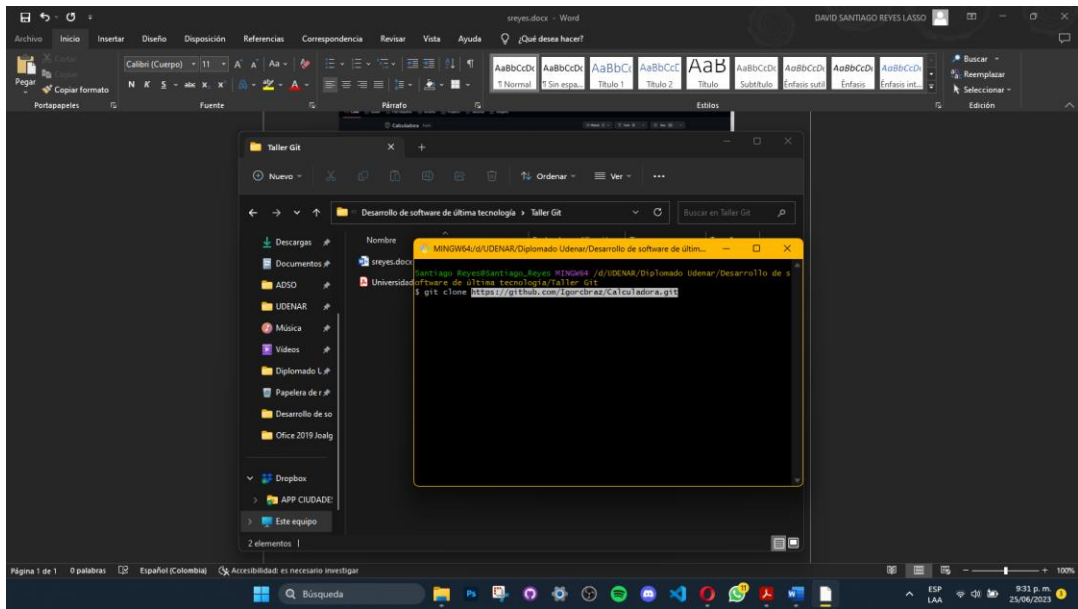 sreyes.docx - Word
DAVID SANTIAGO REYES LASSO
Archivo Inicio Insertar Diseño Disposición Referencias Correspondencia Revisar Vista Ayuda ¿Qué desea hacer?
Cortar
Copiar
Pegar
Copiar formato
Portapapeles
Calibri (Cuerpo) 11
N K S abc
Fuente
Párrafo
AaBbCcDc AaBbCcDc AaBbCc AaBbCcC AaB AaBbCcDc AaBbCcDc AaBbCcDc AaBbCcDc
¶ Normal ¶ Sin espa... Título 1 Título 2 Título Subtítulo Énfasis sutil Énfasis Énfasis int...
Estilos
Buscar
Reemplazar
Seleccionar
Edición
Calculadora
Taller Git
Nuevo
Ordenar
Ver
Desarrollo de software de última tecnología > Taller Git
Buscar en Taller Git
Descargas
Documentos
ADSO
UDENAR
Música
Vídeos
Diplomado U
Papelera de r
Desarrollo de so
Office 2019 Joalg
Dropbox
APP CIUDADE
Este equipo
2 elementos
Nombre
sreyes.docx
Universidad
MINGW64:/d/UDENAR/Diplomado Udenar/Desarrollo de software de últim...
Santiago Reyes@Santiago_Reyes MINGW64 /d/UDENAR/Diplomado Udenar/Desarrollo de s
oftware de última tecnología/Taller Git
$ git clone https://github.com/Igorcbraz/Calculadora.git
Página 1 de 1 0 palabras Español (Colombia) Accesibilidad: es necesario investigar
100%
Búsqueda
ESP
LAA
9:31 p. m.
25/06/2023